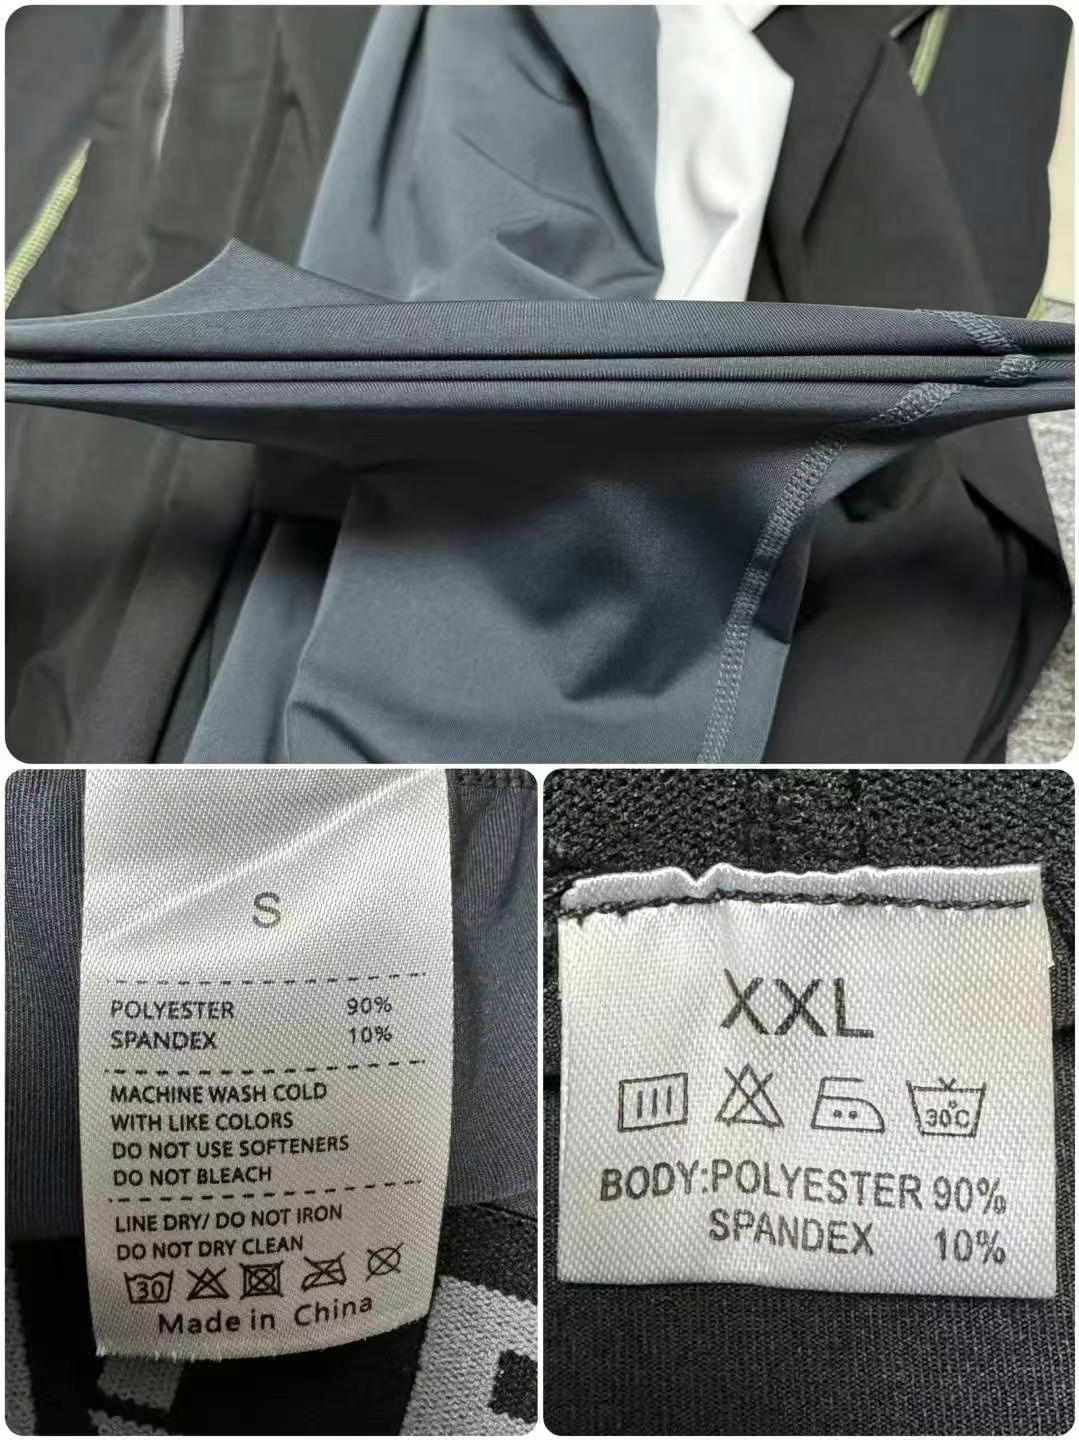 S
POLYESTER 90%
SPANDEX 10%
MACHINE WASH COLD
WITH LIKE COLORS
DO NOT USE SOFTENERS
DO NOT BLEACH
LINE DRY/ DO NOT IRON
DO NOT DRY CLEAN
30
Made in China
XXL
30°C
BODY:POLYESTER 90%
SPANDEX 10%